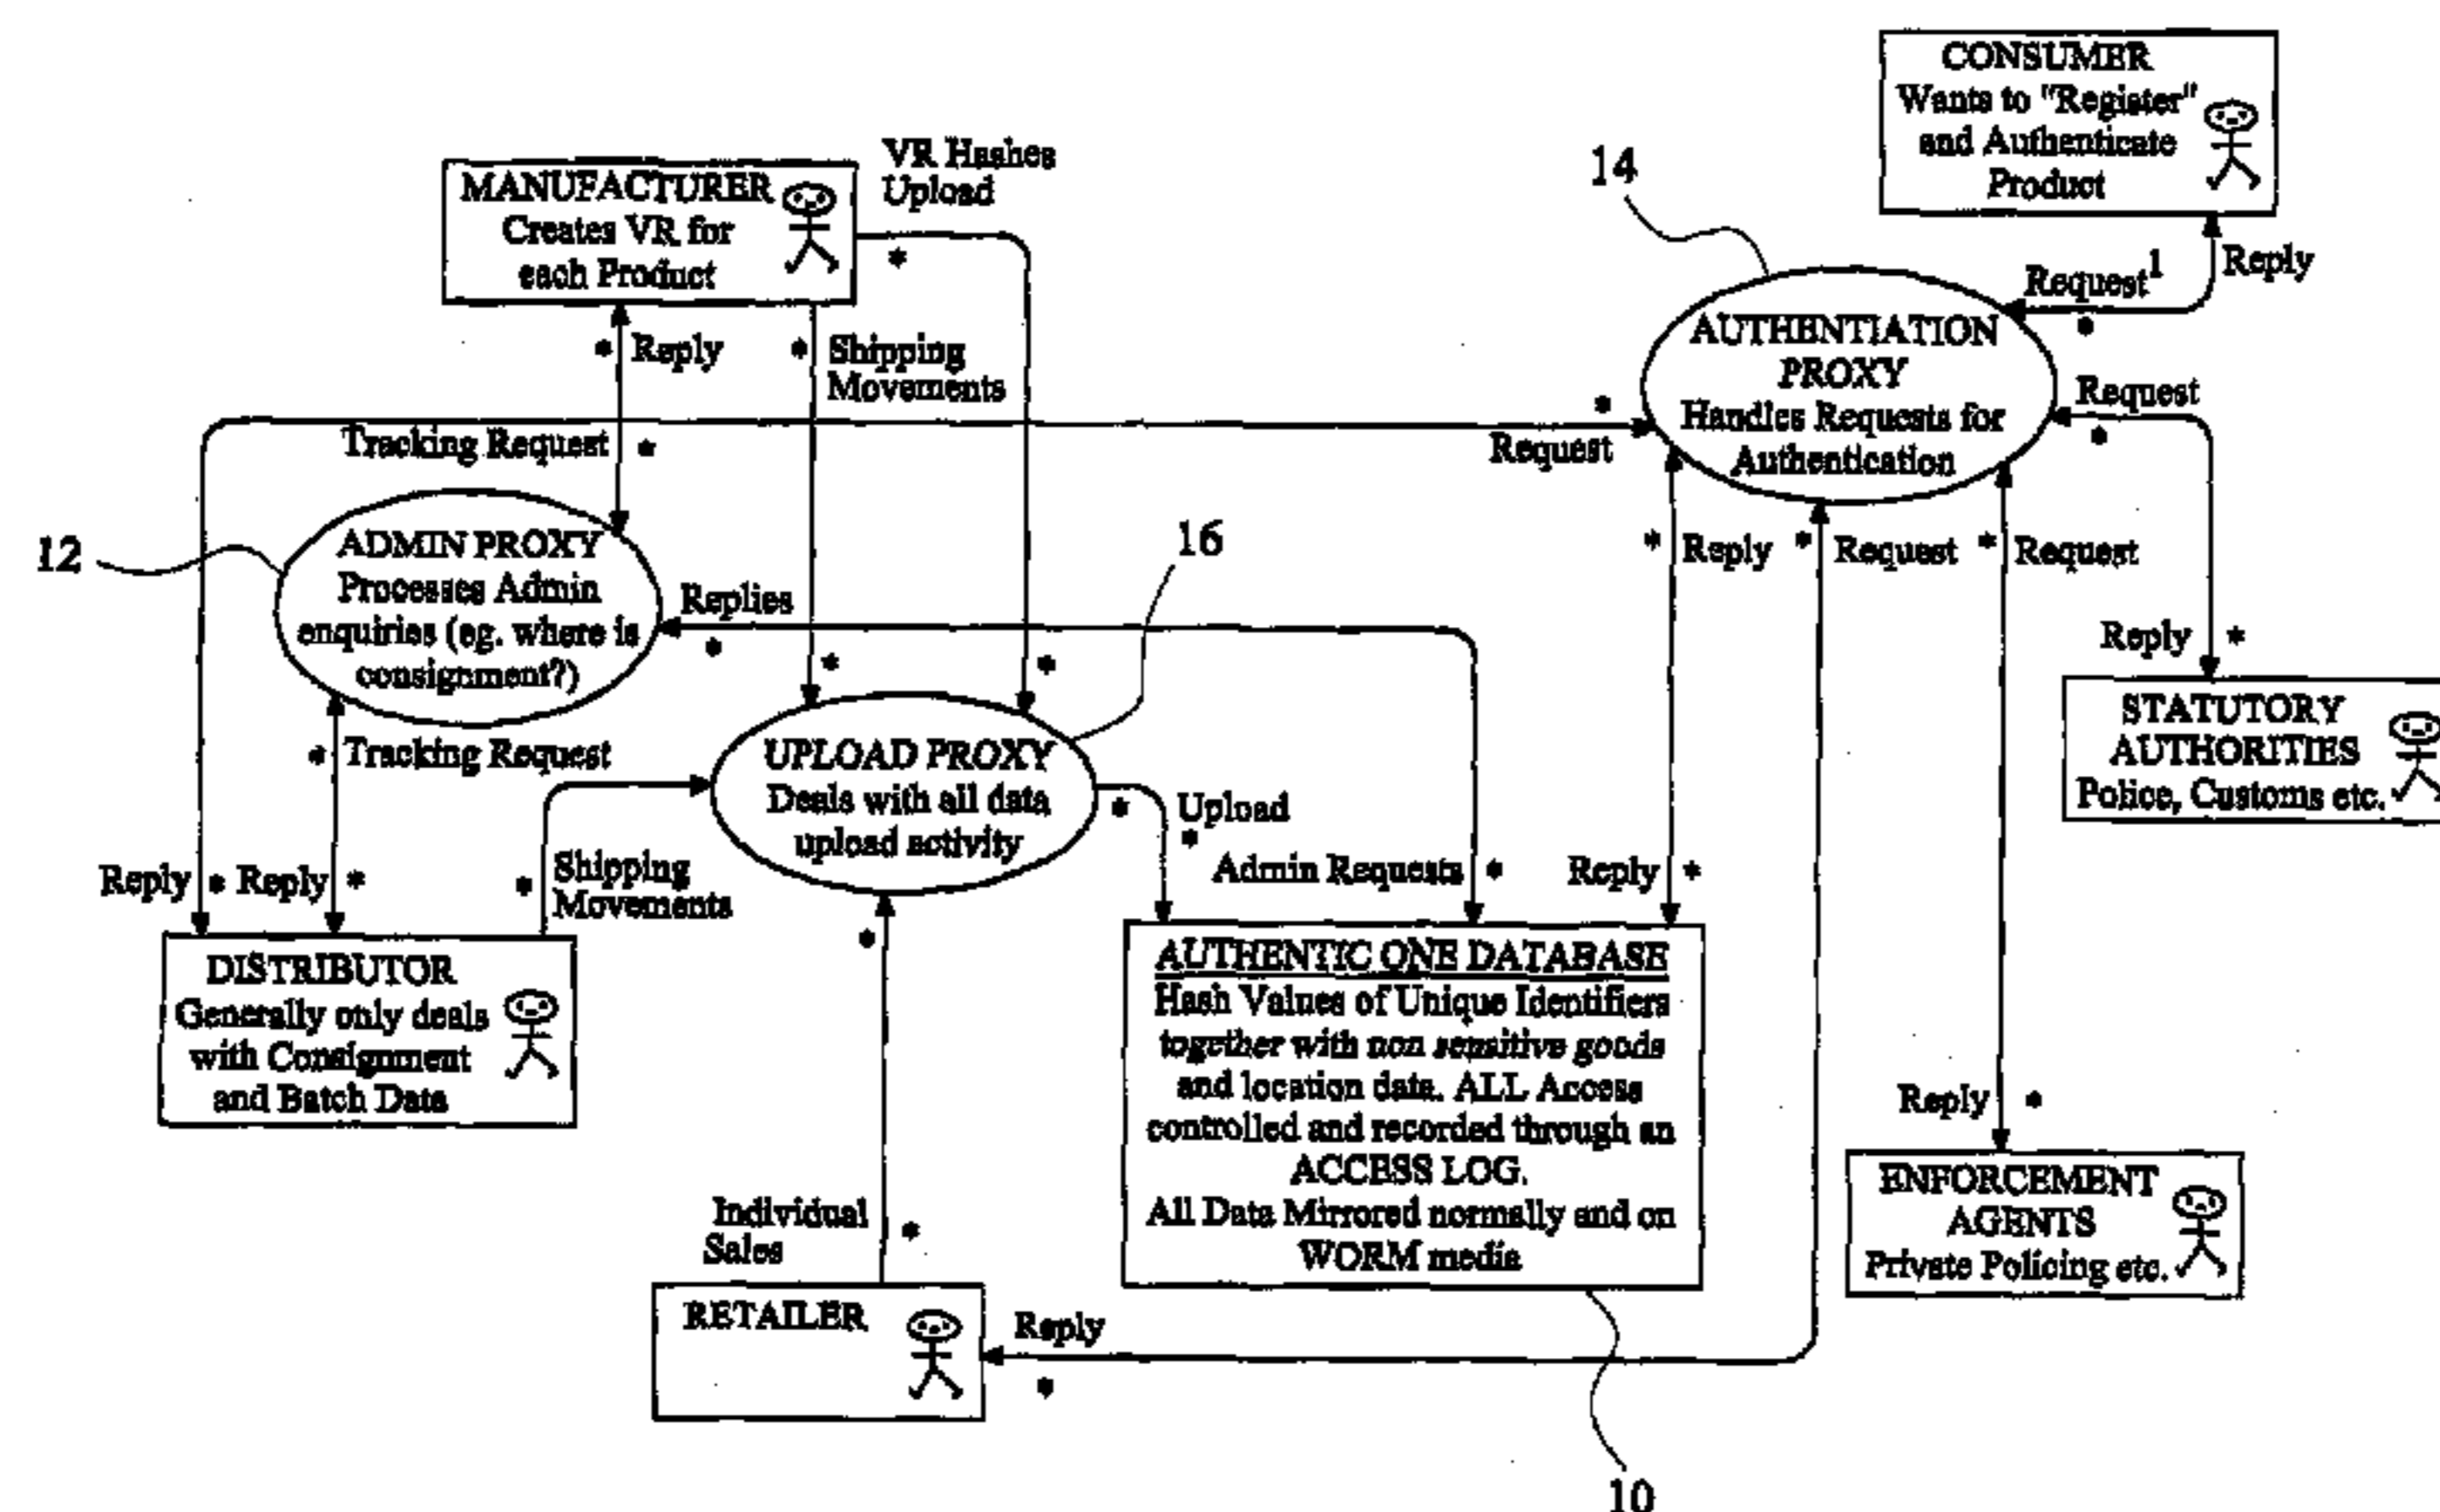 CONSUMER
Wants to "Register"
and Authenticate
Product
14
VR Hashes
Upload
MANUFACTURER
Creates VR for
each Product
*
Request 1
Reply
*
AUTHENTIATION
PROXY
Handles Requests for
Authentication
* Reply
* Shipping
Movements
*
Request
Request
*
Tracking Request *
12
ADMIN PROXY
Processes Admin
enquiries (eg. where is
consignment?)
16
* Reply
* Request
* Request
Replies
*
*
*
Reply *
STATUTORY
AUTHORITIES
Police, Customs etc.
* Tracking Request
UPLOAD PROXY
Deals with all data
upload activity
*
Upload
*
Reply *
Reply *
* Shipping
Movements
*
Admin Requests *
Reply *
DISTRIBUTOR
Generally only deals
with Consignment
and Batch Data
AUTHENTIC ONE DATABASE
Hash Values of Unique Identifiers
together with non sensitive goods
and location data. ALL Access
controlled and recorded through an
ACCESS LOG.
All Data Mirrored normally and on
WORM media
Reply *
ENFORCEMENT
AGENTS
Private Policing etc.
Individual
Sales
*
RETAILER
Reply
*
10